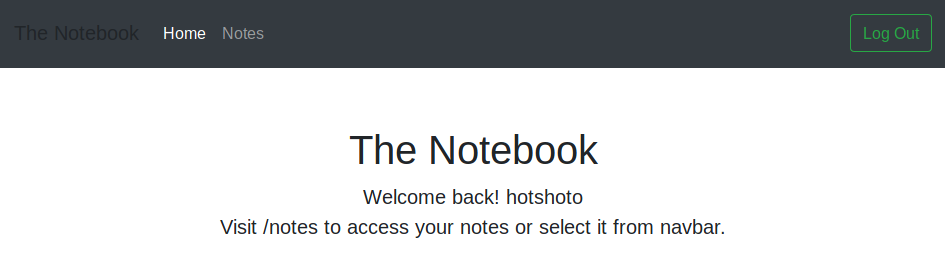 The Notebook Home Notes Log Out
The Notebook
Welcome back! hotshoto
Visit /notes to access your notes or select it from navbar.